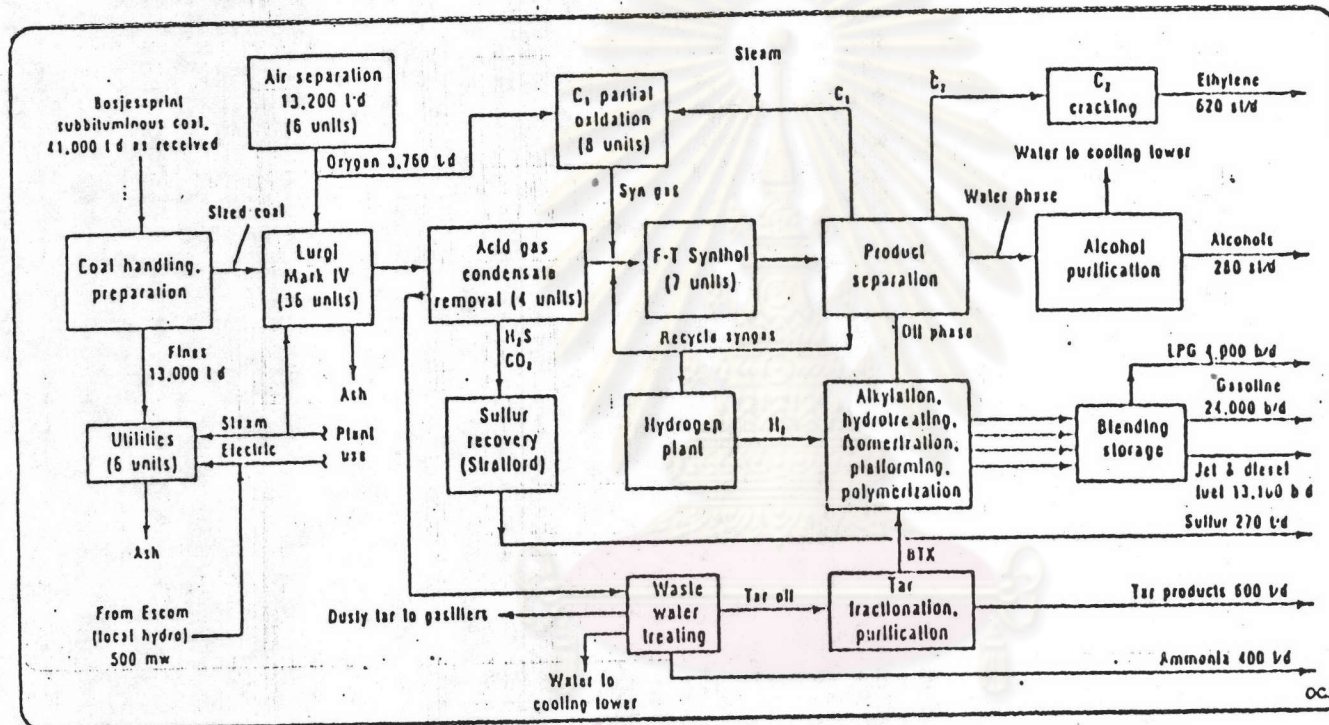 Air separation
13,200 t·d
(6 units)
Bosjessprint
subbituminous coal,
41,000 t·d as received
Oxygen 3,760 t·d
Sized coal
Coal handling,
preparation
Lurgi
Mark IV
(36 units)
Fines
13,000 t·d
Ash
Utilities
(6 units)
Steam
Electric
Plant
use
Ash
From Escom
(local hydro)
500 mw
Steam
C₁ partial
oxidation
(8 units)
C₁
Syn gas
Acid gas
condensate
removal (4 units)
F-T Synthol
(7 units)
Product
separation
H₂S
CO₂
Recycle syngas
Oil phase
Sulfur
recovery
(Stratford)
Hydrogen
plant
H₂
Alkylation,
hydrotreating,
isomerization,
platforming,
polymerization
C₂
C₂
cracking
Ethylene
620 st/d
Water to cooling tower
Water phase
Alcohol
purification
Alcohols
280 st/d
LPG 4,000 b/d
Gasoline
24,000 b/d
Blending
storage
Jet & diesel
fuel 13,100 b·d
Sulfur 270 t·d
BTX
Waste
water
treating
Tar oil
Tar
fractionation,
purification
Tar products 600 t/d
Dusty tar to gasifiers
Water to
cooling tower
Ammonia 400 t/d
OC